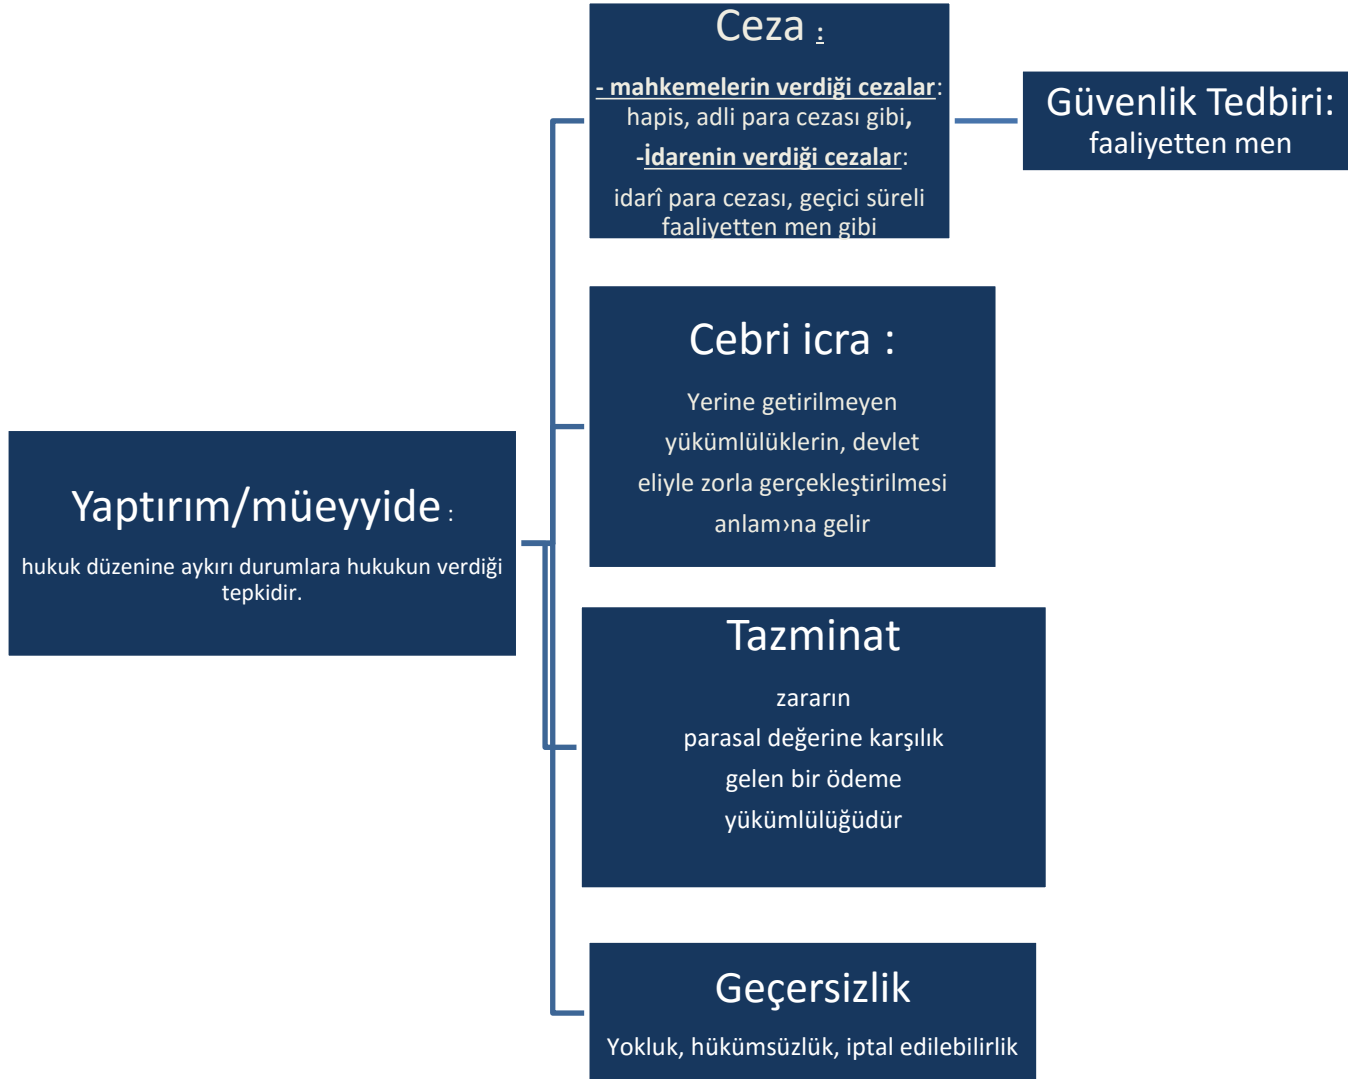 Ceza :
- mahkemelerin verdiği cezalar:
hapis, adli para cezası gibi,
-İdarenin verdiği cezalar:
idarî para cezası, geçici süreli
faaliyetten men gibi
Güvenlik Tedbiri:
faaliyetten men
Cebri icra :
Yerine getirilmeyen
yükümlülüklerin, devlet
eliyle zorla gerçekleştirilmesi
anlam›na gelir
Yaptırım/müeyyide :
hukuk düzenine aykırı durumlara hukukun verdiği
tepkidir.
Tazminat
zararın
parasal değerine karşılık
gelen bir ödeme
yükümlülüğüdür
Geçersizlik
Yokluk, hükümsüzlük, iptal edilebilirlik